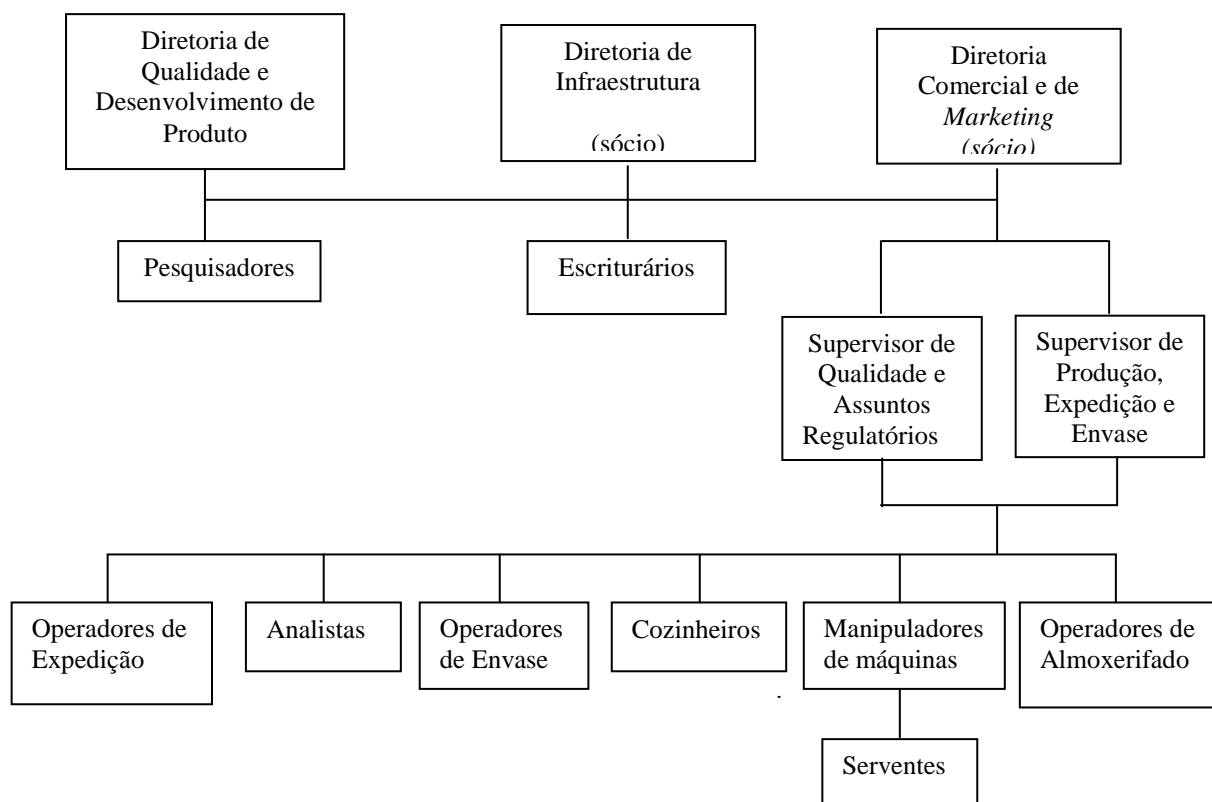 Diretoria de
Qualidade e
Desenvolvimento de
Produto
Diretoria de
Infraestrutura
(sócio)
Diretoria
Comercial e de
Marketing
(sócio)
Pesquisadores
Escriturários
Supervisor de
Qualidade e
Assuntos
Regulatórios
Supervisor de
Produção,
Expedição e
Envase
Operadores de
Expedição
Analistas
Operadores
de Envase
Cozinheiros
Manipuladores
de máquinas
Operadores de
Almoxerifado
.
Serventes